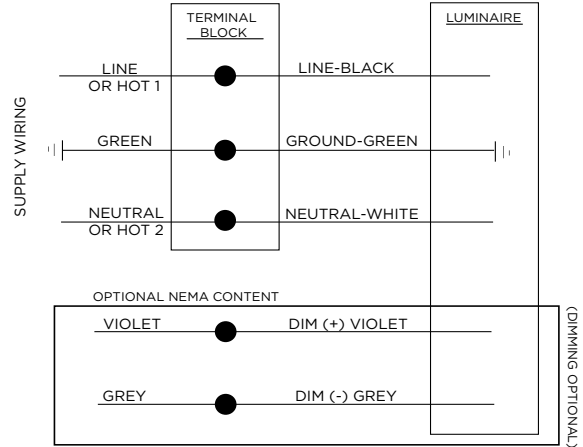 TERMINAL
BLOCK
LUMINAIRE
SUPPLY WIRING
LINE
OR HOT 1
LINE-BLACK
GREEN
GROUND-GREEN
NEUTRAL
OR HOT 2
NEUTRAL-WHITE
OPTIONAL NEMA CONTENT
VIOLET
DIM (+) VIOLET
GREY
DIM (-) GREY
(DIMMING OPTIONAL)